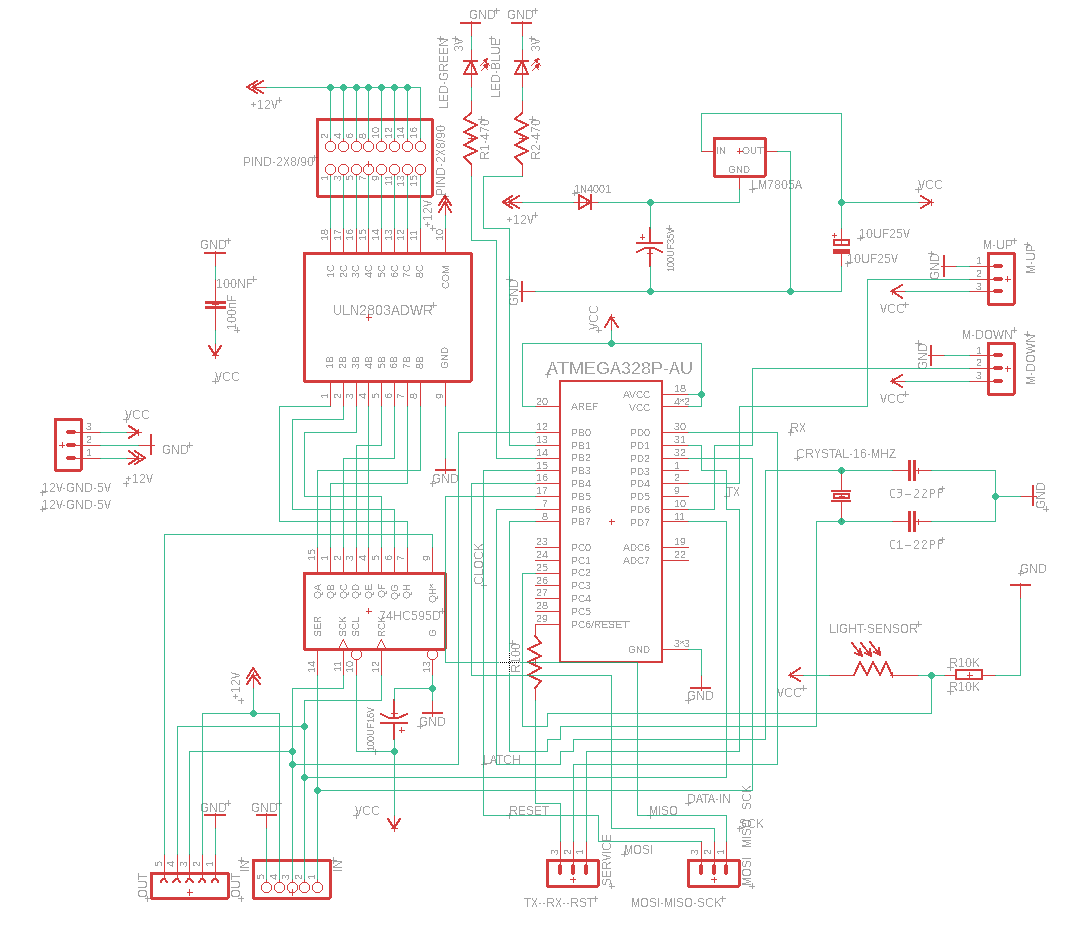 GND
GND
LED-GREEN
3V
LED-BLUE
3V
+12V
2
4
6
8
10
12
14
16
PIND-2X8/90
PIND-2X8/90
1
3
5
7
9
11
13
15
R1-470
R2-470
+12V
18
17
16
15
14
13
12
11
10
1C
2C
3C
4C
5C
6C
7C
8C
COM
ULN2803ADWR
1B
2B
3B
4B
5B
6B
7B
8B
GND
1
2
3
4
5
6
7
8
9
GND
GND
100NF
100nF
VCC
IN
OUT
GND
LM7805A
1N4001
+12V
100UF35V
GND
VCC
10UF25V
10UF25V
M-UP
M-UP
GND
1
2
3
VCC
M-DOWN
M-DOWN
GND
1
2
3
VCC
VCC
ATMEGA328P-AU
20
AREF
AVCC
18
VCC
4*2
12
PB0
13
PB1
14
PB2
15
PB3
16
PB4
17
PB5
7
PB6
8
PB7
PD0
30
PD1
31
PD2
32
PD3
1
PD4
2
PD5
9
PD6
10
PD7
11
23
PC0
24
PC1
25
PC2
26
PC3
27
PC4
28
PC5
29
PC6/RESET
ADC6
19
ADC7
22
GND
3*3
GND
RX
TX
CRYSTAL-16-MHZ
C3-22PF
C1-22PF
GND
GND
LIGHT-SENSOR
VCC
R10K
R10K
3
2
1
VCC
GND
+12V
12V-GND-5V
12V-GND-5V
CLOCK
15
1
2
3
4
5
6
7
9
QA
QB
QC
QD
QE
QF
QG
QH
QH*
74HC595D
SER
SCK
SCL
RCK
G
14
11
10
12
13
+12V
100UF16V
GND
VCC
LATCH
RESET
MISO
DATA-IN
SCK
MOSI
MOSI MISO SCK
GND
GND
5
4
3
2
1
OUT
OUT
5
4
3
2
1
IN
IN
3
2
1
SERVICE
TX--RX--RST
3
2
1
MOSI-MISO-SCK